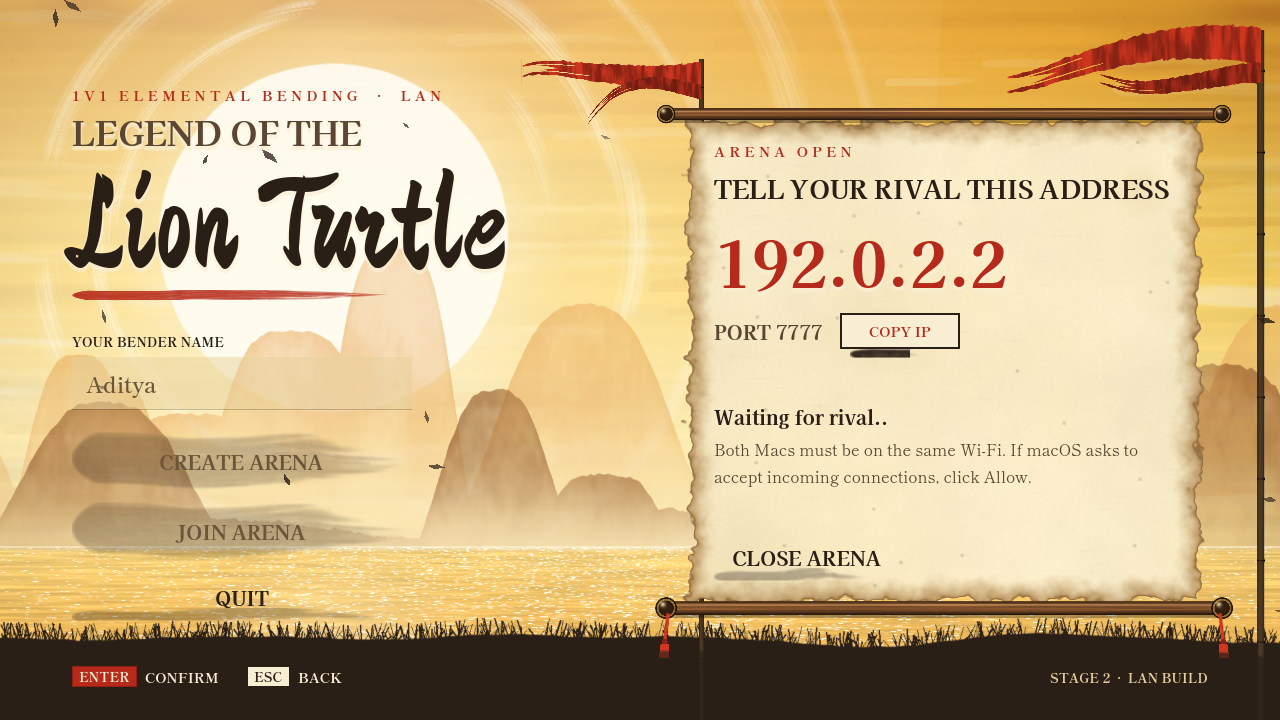 1V1 ELEMENTAL BENDING · LAN
LEGEND OF THE
Lion Turtle
YOUR BENDER NAME
Aditya
CREATE ARENA
JOIN ARENA
QUIT
ARENA OPEN
TELL YOUR RIVAL THIS ADDRESS
192.0.2.2
PORT 7777
COPY IP
Waiting for rival..
Both Macs must be on the same Wi-Fi. If macOS asks to
accept incoming connections, click Allow.
CLOSE ARENA
ENTER CONFIRM ESC BACK
STAGE 2 · LAN BUILD